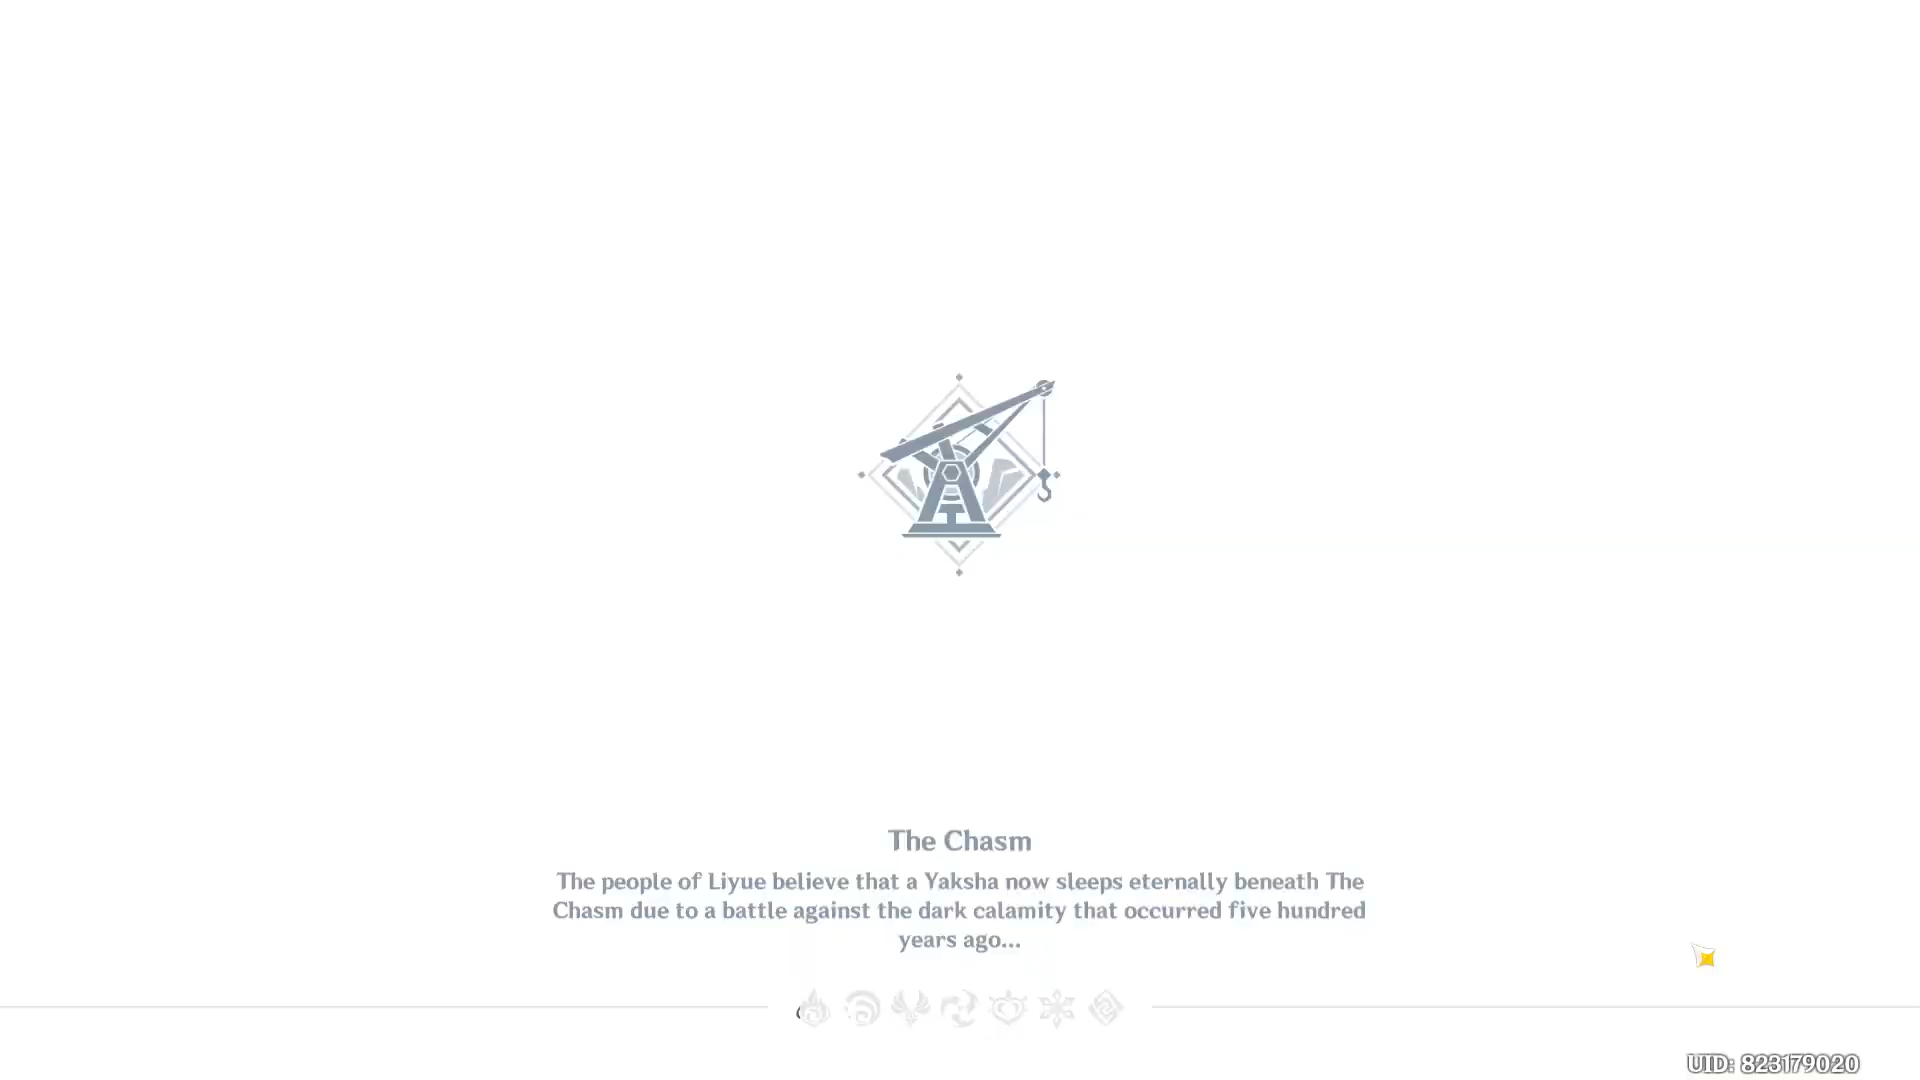 The Chasm
The people of Liyue believe that a Yaksha now sleeps eternally beneath The
Chasm due to a battle against the dark calamity that occurred five hundred
years ago...
UID: 823179020